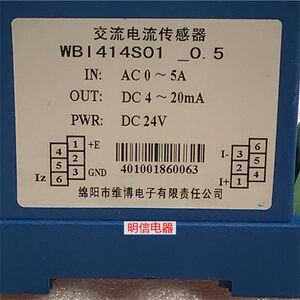 交流电流传感器
WBI414S01 _0.5
IN: AC 0～5A
OUT: DC 4～20mA
PWR: DC 24V
Iz
4 1 +E
5 2
6 3 GND
401001860063
I- 3 6
2 5
I+ 1 4
绵阳市维博电子有限责任公司
明信电器